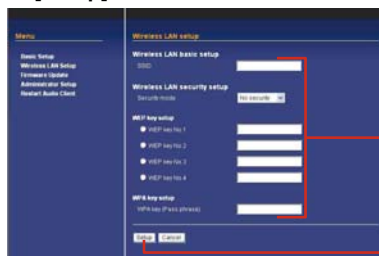 Menu
Basic Setup
Wireless LAN Setup
Firmware Update
Administrator Setup
Restart Audio Client
Wireless LAN setup
Wireless LAN basic setup
SSID
Wireless LAN security setup
Security mode
No security
WEP key setup
WEP key No.1
WEP key No.2
WEP key No.3
WEP key No.4
WPA key setup
WPA key (Pass phrase)
Setup
Cancel